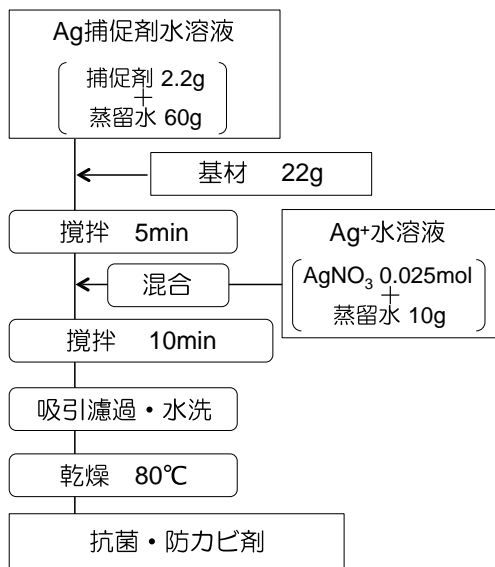 Ag捕促剤水溶液
捕促剤 2.2g
+
蒸留水 60g
基材　22g
撹拌　5min
Ag⁺水溶液
AgNO₃ 0.025mol
+
蒸留水 10g
混合
撹拌　10min
吸引濾過・水洗
乾燥　80℃
抗菌・防カビ剤